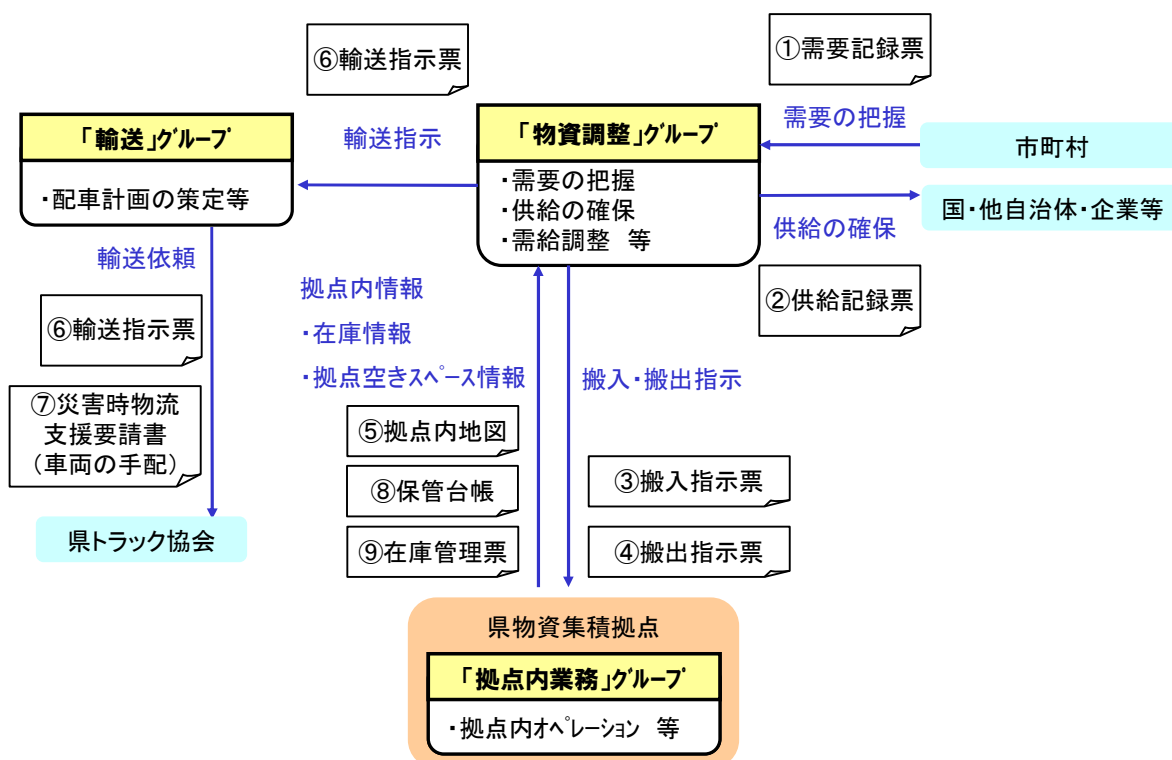 ⑥輸送指示票
①需要記録票
「輸送」グループ
・配車計画の策定等
輸送指示
「物資調整」グループ
・需要の把握
・供給の確保
・需給調整 等
需要の把握
市町村
国・他自治体・企業等
供給の確保
②供給記録票
輸送依頼
⑥輸送指示票
⑦災害時物流
支援要請書
(車両の手配)
県トラック協会
拠点内情報
・在庫情報
・拠点空きスペース情報
搬入・搬出指示
⑤拠点内地図
⑧保管台帳
⑨在庫管理票
③搬入指示票
④搬出指示票
県物資集積拠点
「拠点内業務」グループ
・拠点内オペレーション 等